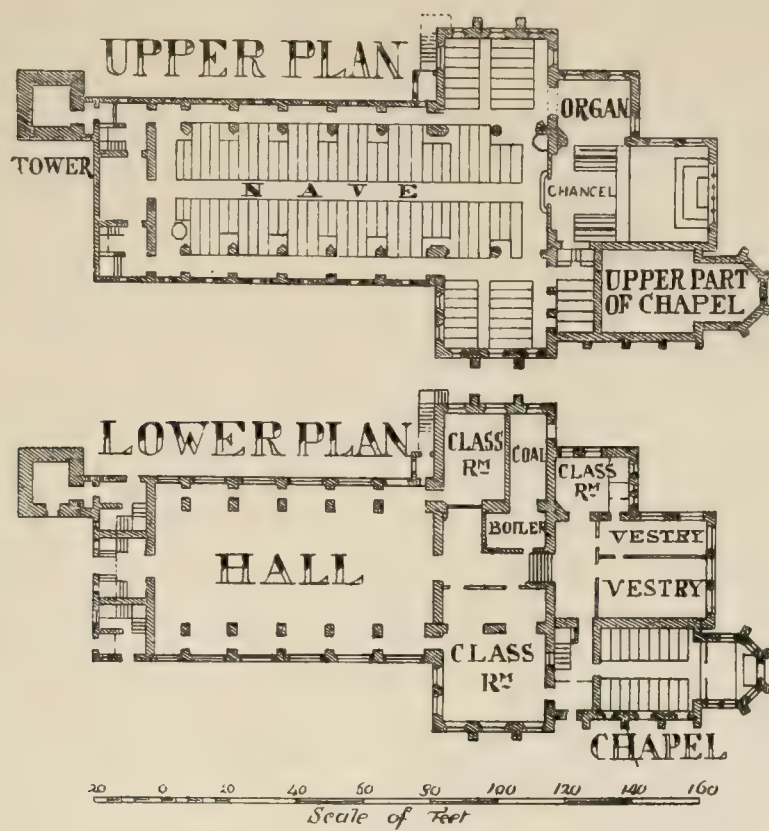 UPPER PLAN
ORGAN
TOWER
NAVE
CHANCEL
UPPER PART
OF CHAPEL
LOWER PLAN
CLASS
RM
COAL
CLASS
RM
BOILER
VESTRY
HALL
VESTRY
CLASS
RM
CHAPEL
20 0 20 40 60 80 100 120 140 160
Scale of Feet